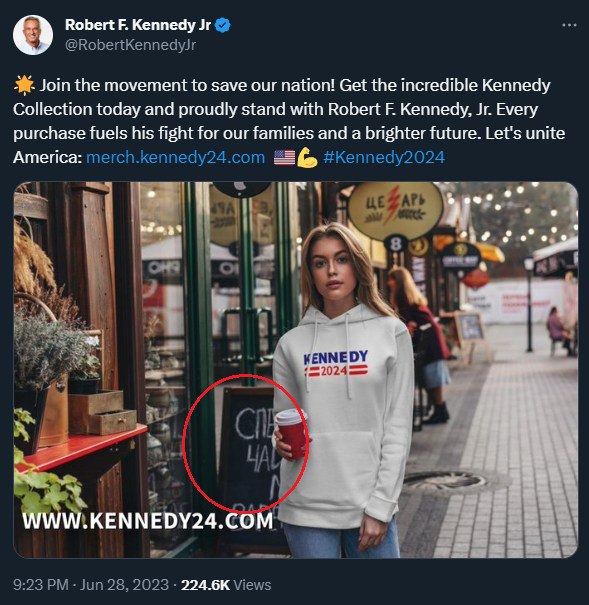 Robert F. Kennedy Jr
@RobertKennedyJr
🌟 Join the movement to save our nation! Get the incredible Kennedy
Collection today and proudly stand with Robert F. Kennedy, Jr. Every
purchase fuels his fight for our families and a brighter future. Let's unite
America: merch.kennedy24.com 🇺🇸💪 #Kennedy2024
ЦЕЗАРЬ
8
KENNEDY
2024
СПЕ
ЧАЙ
WWW.KENNEDY24.COM
9:23 PM · Jun 28, 2023 · 224.6K Views